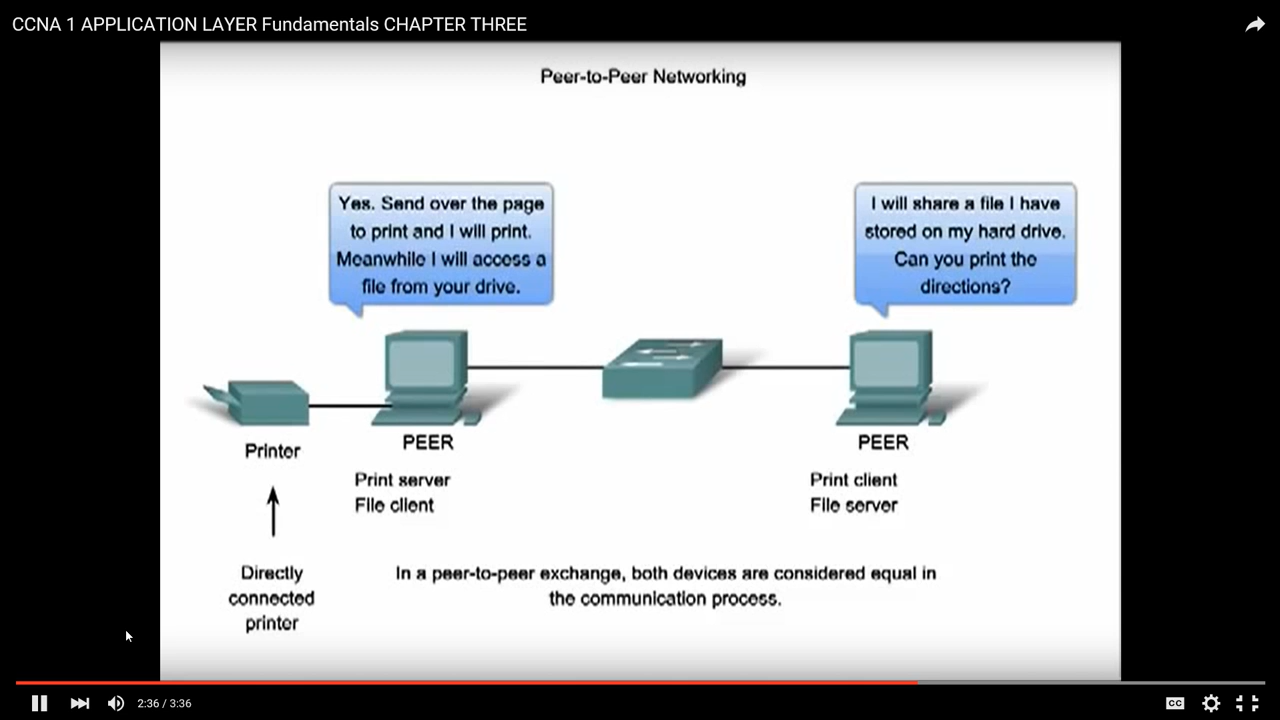 CCNA 1 APPLICATION LAYER Fundamentals CHAPTER THREE
Peer-to-Peer Networking
Yes. Send over the page
to print and I will print.
Meanwhile I will access a
file from your drive.
I will share a file I have
stored on my hard drive.
Can you print the
directions?
Printer
PEER
PEER
Print server
File client
Print client
File server
Directly
connected
printer
In a peer-to-peer exchange, both devices are considered equal in
the communication process.
2:36 / 3:36
CC